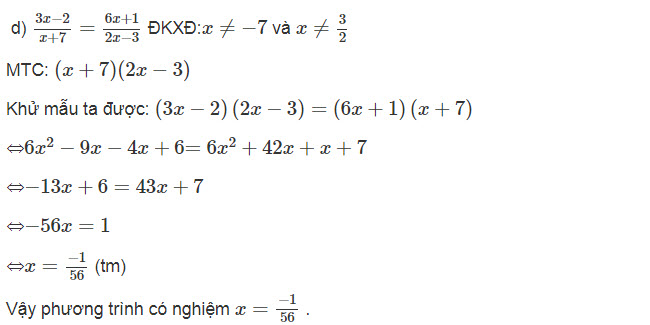 d) \(\frac{3x-2}{x+7} = \frac{6x+1}{2x-3}\) ĐKXĐ:\(x \neq -7\) và \(x \neq \frac{3}{2}\)
MTC: \((x+7)(2x-3)\)
Khử mẫu ta được: \((3x-2)(2x-3) = (6x+1)(x+7)\)
⇔\(6x^2 - 9x - 4x + 6 = 6x^2 + 42x + x + 7\)
⇔\(-13x + 6 = 43x + 7\)
⇔\(-56x = 1\)
⇔\(x = \frac{-1}{56}\) (tm)
Vậy phương trình có nghiệm \(x = \frac{-1}{56}\) .